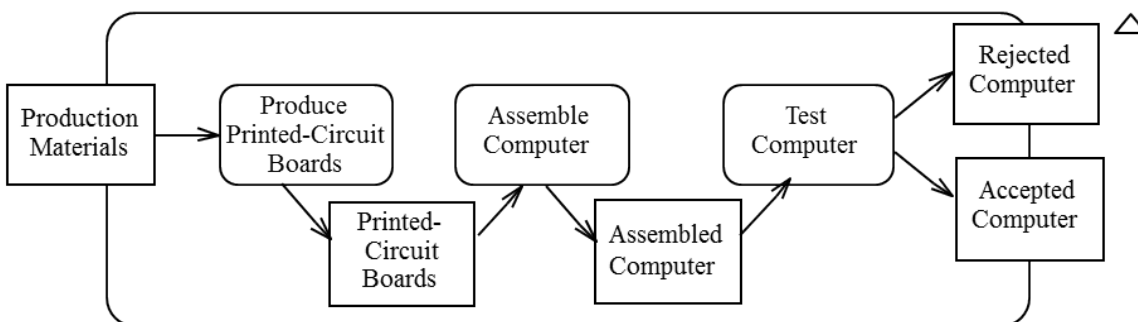 Production
Materials
Produce
Printed-Circuit
Boards
Printed-
Circuit
Boards
Assemble
Computer
Assembled
Computer
Test
Computer
Rejected
Computer
Accepted
Computer